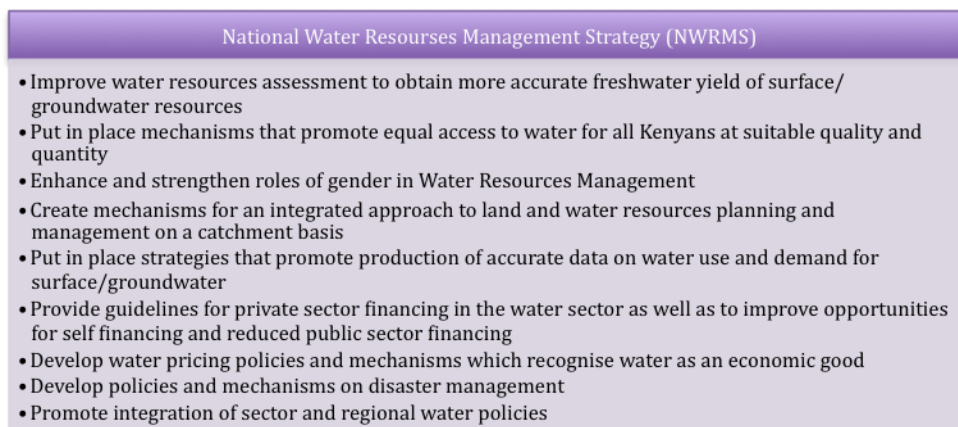 National Water Resourses Management Strategy (NWRMS)
• Improve water resources assessment to obtain more accurate freshwater yield of surface/
groundwater resources
• Put in place mechanisms that promote equal access to water for all Kenyans at suitable quality and
quantity
• Enhance and strengthen roles of gender in Water Resources Management
• Create mechanisms for an integrated approach to land and water resources planning and
management on a catchment basis
• Put in place strategies that promote production of accurate data on water use and demand for
surface/groundwater
• Provide guidelines for private sector financing in the water sector as well as to improve opportunities
for self financing and reduced public sector financing
• Develop water pricing policies and mechanisms which recognise water as an economic good
• Develop policies and mechanisms on disaster management
• Promote integration of sector and regional water policies